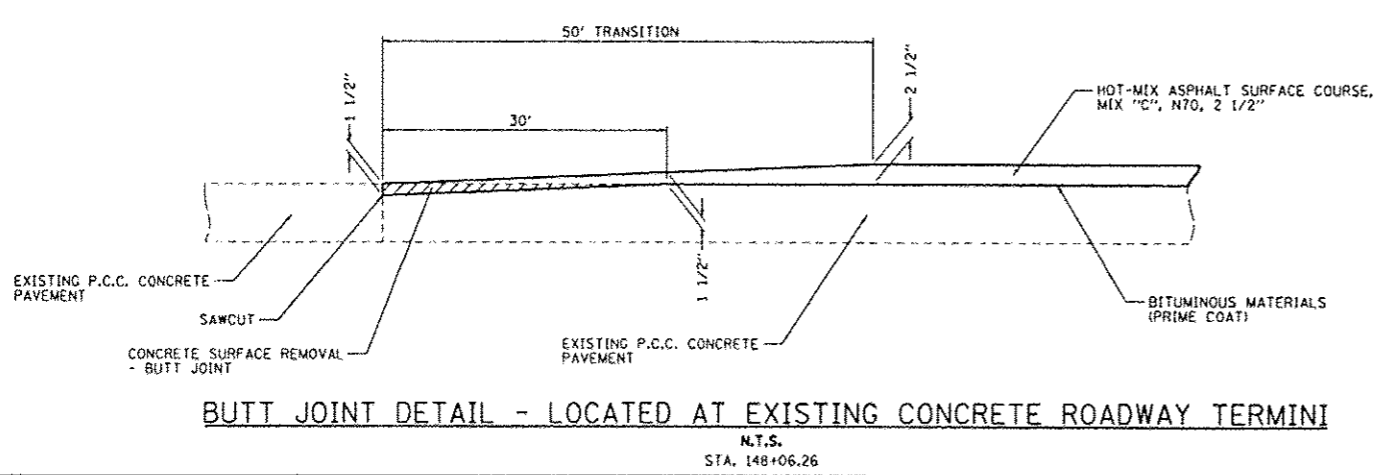 50' TRANSITION
1 1/2"
30'
2 1/2"
HOT-MIX ASPHALT SURFACE COURSE,
MIX "C", N70, 2 1/2"
1 1/2"
EXISTING P.C.C. CONCRETE
PAVEMENT
SAWCUT
CONCRETE SURFACE REMOVAL
- BUTT JOINT
EXISTING P.C.C. CONCRETE
PAVEMENT
BITUMINOUS MATERIALS
(PRIME COAT)
BUTT JOINT DETAIL - LOCATED AT EXISTING CONCRETE ROADWAY TERMINI
N.T.S.
STA. 148+06.26